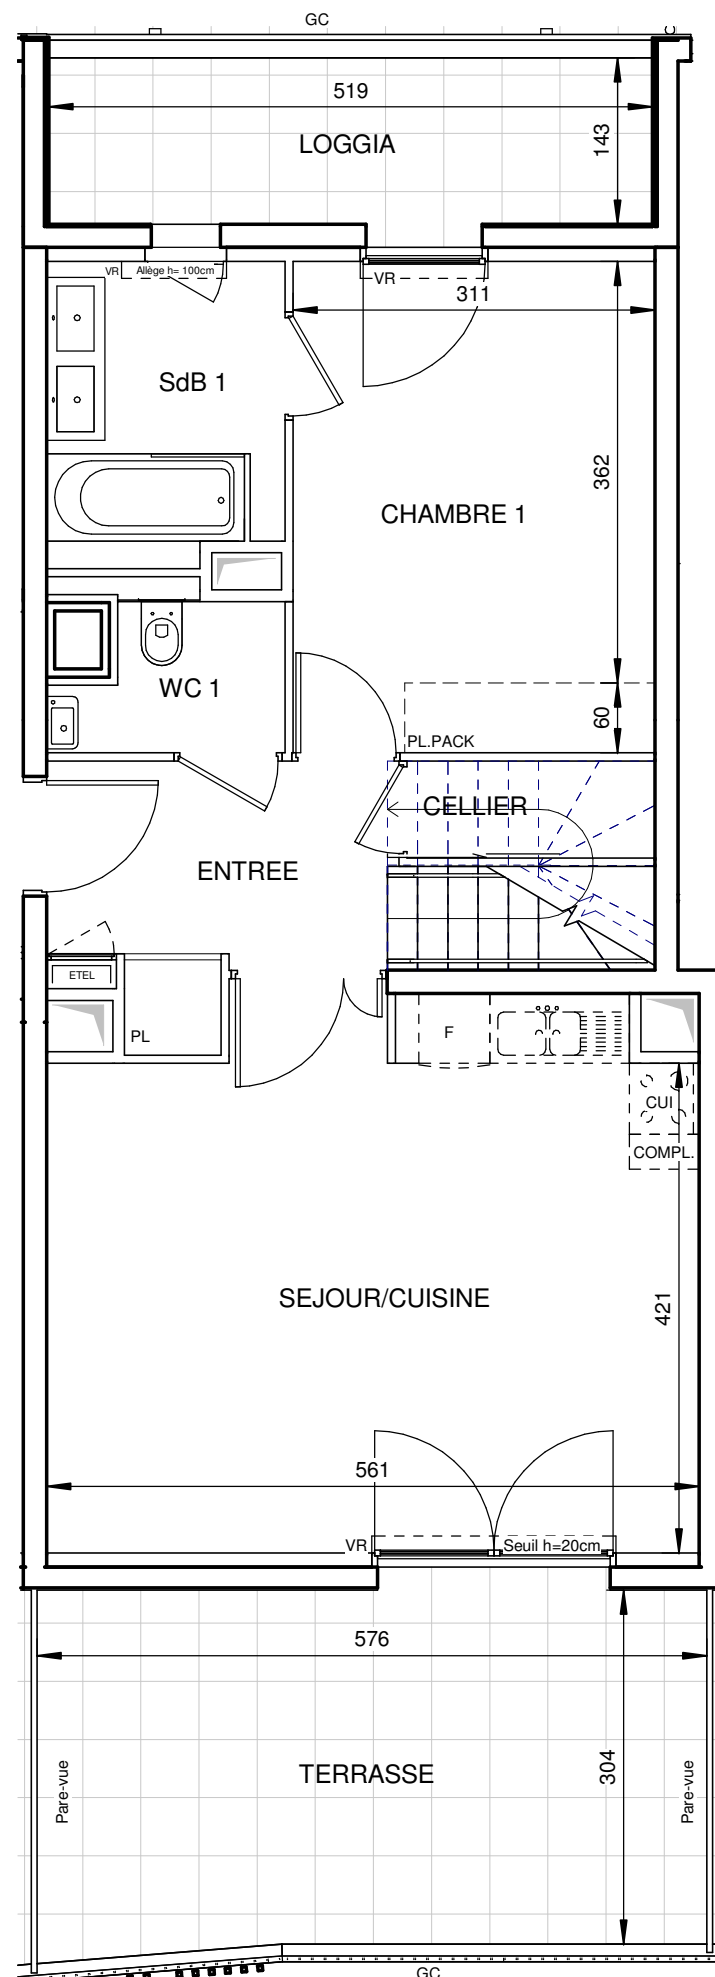 GC
C
519
LOGGIA
143
VR
Allège h= 100cm
VR
311
SdB 1
362
CHAMBRE 1
WC 1
60
PL.PACK
CELLIER
ENTREE
ETEL
PL
F
CUI
COMPL.
SEJOUR/CUISINE
421
561
VR
Seuil h=20cm
576
Pare-vue
TERRASSE
304
Pare-vue
GC